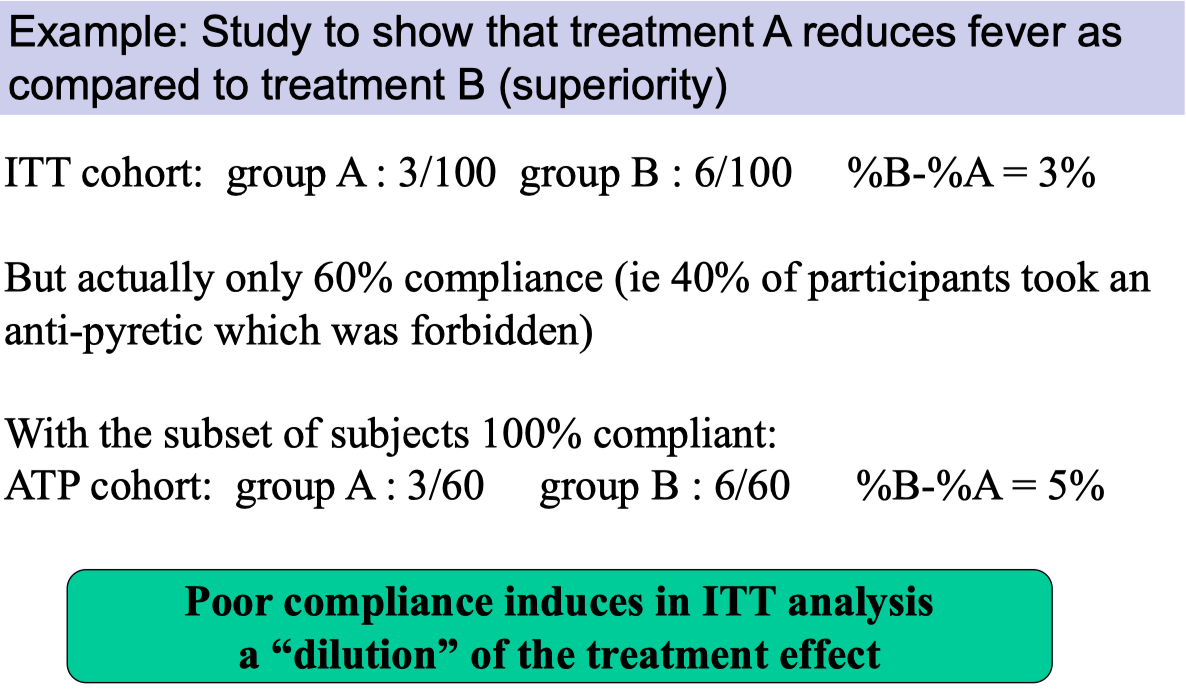 Example: Study to show that treatment A reduces fever as
compared to treatment B (superiority)
ITT cohort: group A : 3/100 group B : 6/100 %B-%A = 3%
But actually only 60% compliance (ie 40% of participants took an
anti-pyretic which was forbidden)
With the subset of subjects 100% compliant:
ATP cohort: group A : 3/60 group B : 6/60 %B-%A = 5%
Poor compliance induces in ITT analysis
a “dilution” of the treatment effect